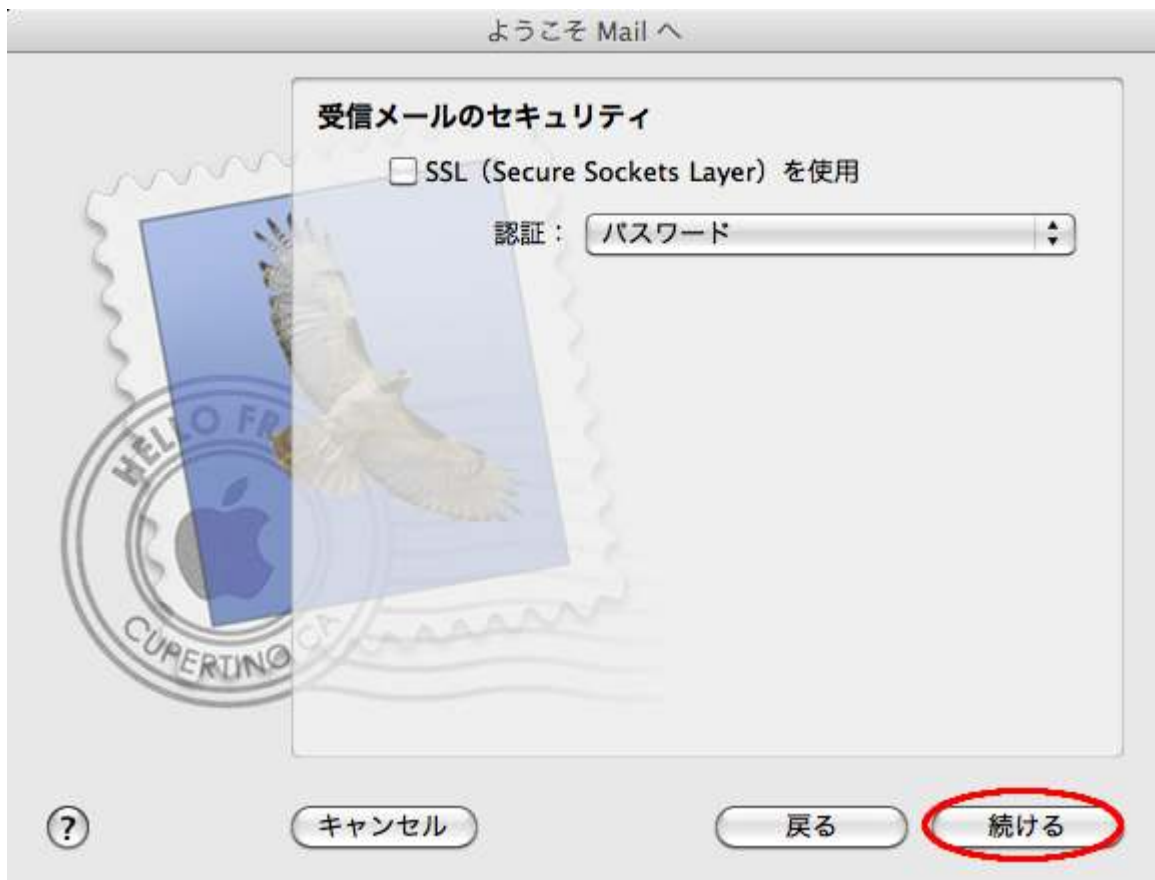 ようこそ Mail へ
受信メールのセキュリティ
SSL（Secure Sockets Layer）を使用
認証： パスワード
HELLO FR
CUPERTINO CA
? キャンセル 戻る 続ける